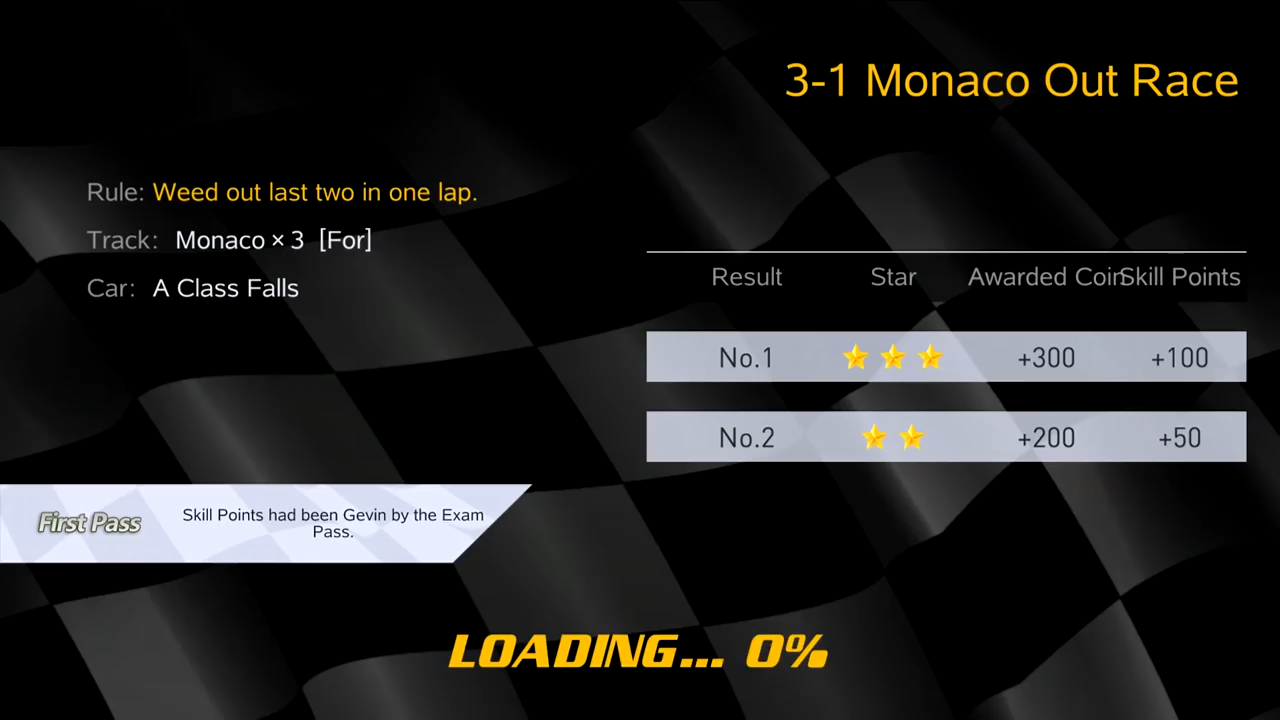 3-1 Monaco Out Race
Rule: Weed out last two in one lap.
Track: Monaco × 3 [For]
Car: A Class Falls
Result Star Awarded Coin Skill Points
No.1 +300 +100
No.2 +200 +50
First Pass
Skill Points had been Gevin by the Exam
Pass.
LOADING... 0%